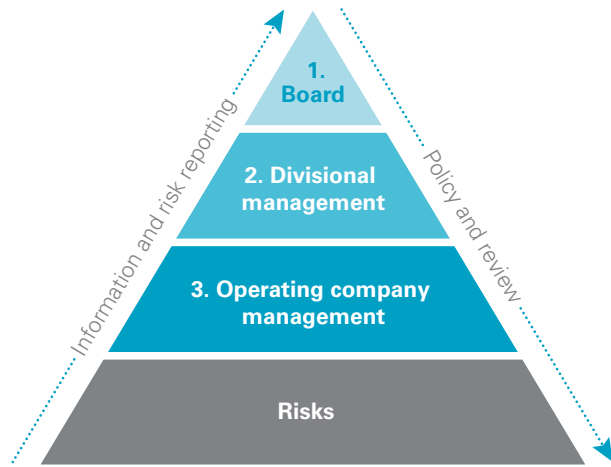 1.
Board
Information and risk reporting
Policy and review
2. Divisional
management
3. Operating company
management
Risks